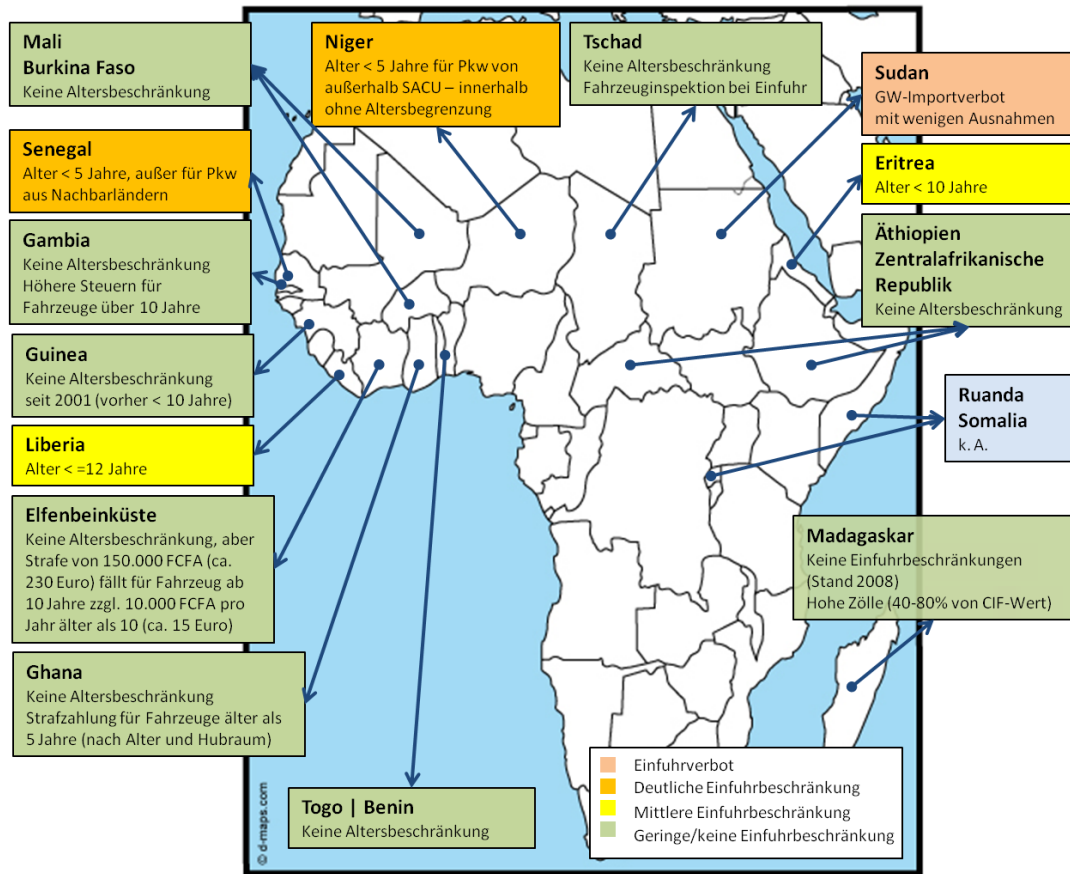 Mali
Burkina Faso
Keine Altersbeschränkung
Niger
Alter < 5 Jahre für Pkw von
außerhalb SACU – innerhalb
ohne Altersbegrenzung
Tschad
Keine Altersbeschränkung
Fahrzeuginspektion bei Einfuhr
Sudan
GW-Importverbot
mit wenigen Ausnahmen
Senegal
Alter < 5 Jahre, außer für Pkw
aus Nachbarländern
Eritrea
Alter < 10 Jahre
Gambia
Keine Altersbeschränkung
Höhere Steuern für
Fahrzeuge über 10 Jahre
Äthiopien
Zentralafrikanische
Republik
Keine Altersbeschränkung
Guinea
Keine Altersbeschränkung
seit 2001 (vorher < 10 Jahre)
Ruanda
Somalia
k. A.
Liberia
Alter < =12 Jahre
Elfenbeinküste
Keine Altersbeschränkung, aber
Strafe von 150.000 FCFA (ca.
230 Euro) fällt für Fahrzeug ab
10 Jahre zzgl. 10.000 FCFA pro
Jahr älter als 10 (ca. 15 Euro)
Madagaskar
Keine Einfuhrbeschränkungen
(Stand 2008)
Hohe Zölle (40-80% von CIF-Wert)
Ghana
Keine Altersbeschränkung
Strafzahlung für Fahrzeuge älter als
5 Jahre (nach Alter und Hubraum)
Togo | Benin
Keine Altersbeschränkung
Einfuhrverbot
Deutliche Einfuhrbeschränkung
Mittlere Einfuhrbeschränkung
Geringe/keine Einfuhrbeschränkung
© d-maps.com